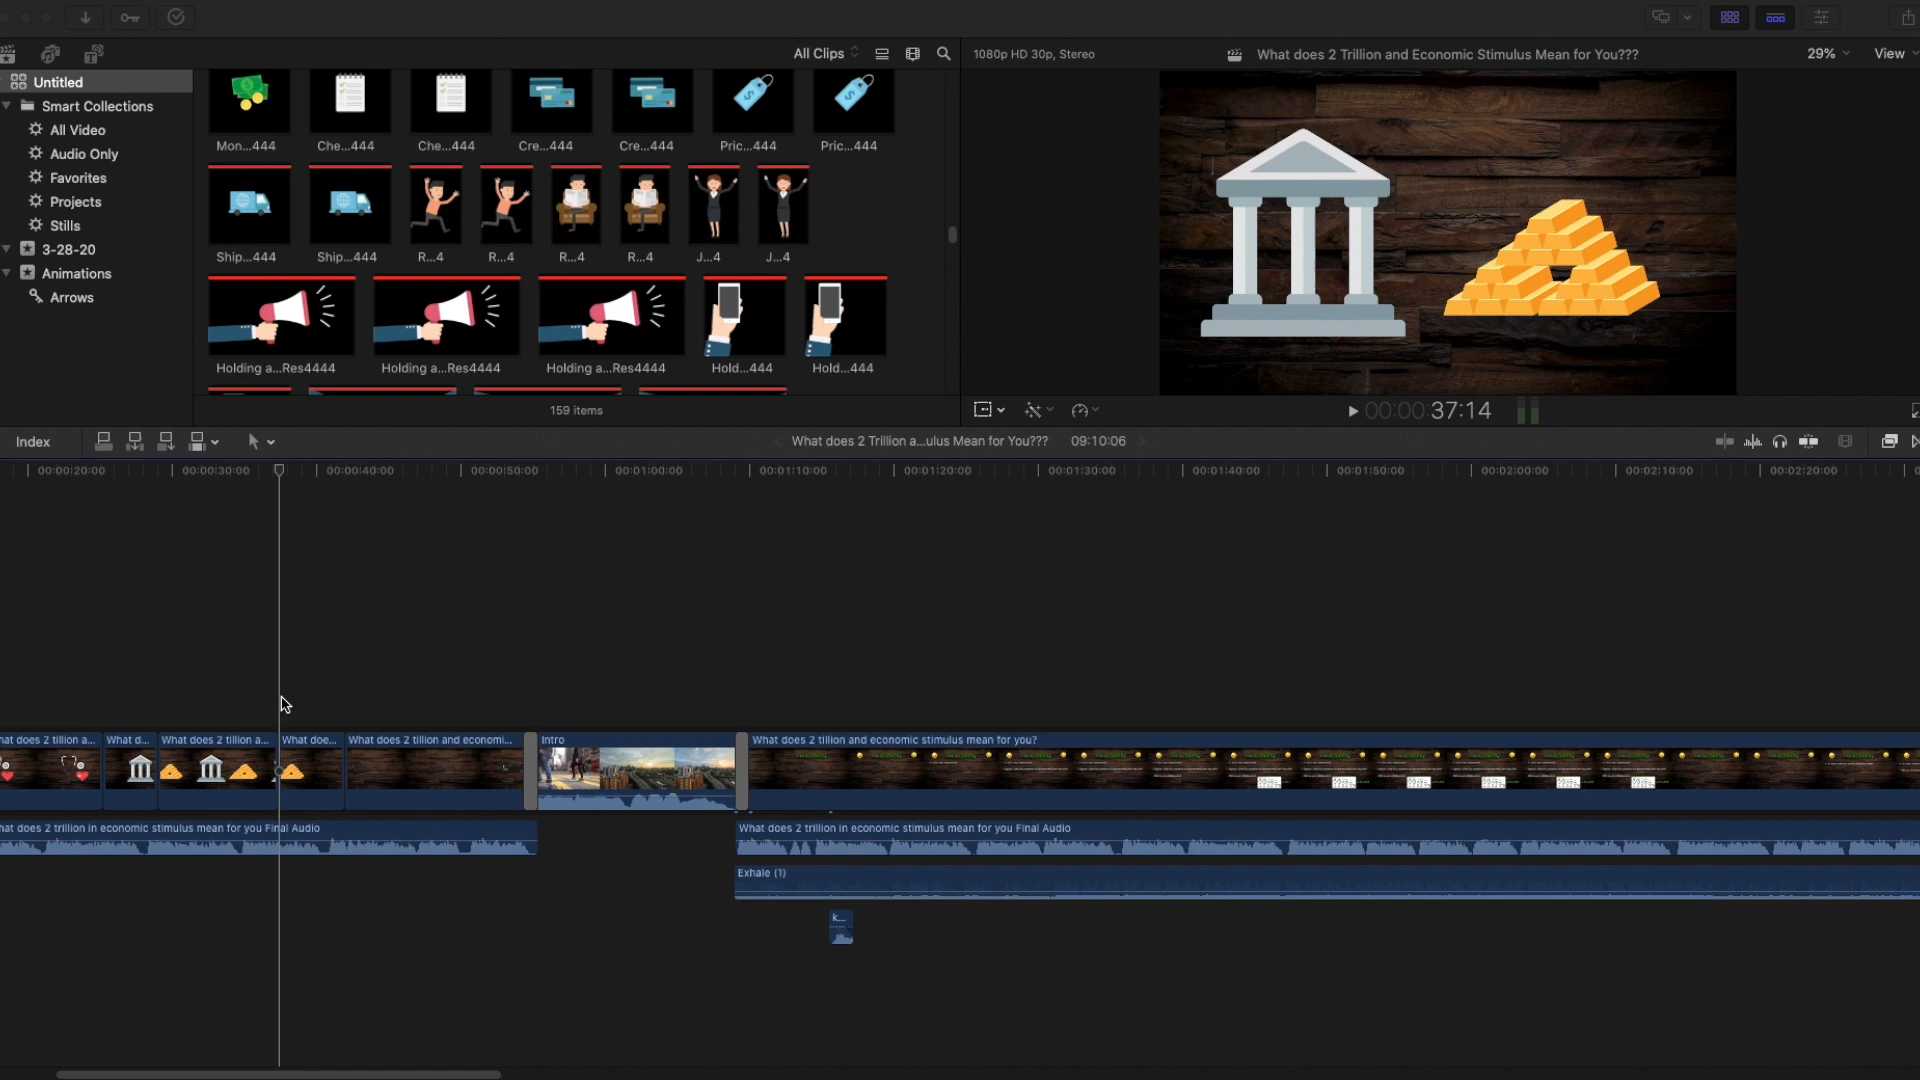 All Clips
1080p HD 30p, Stereo
What does 2 Trillion and Economic Stimulus Mean for You???
29%
View
Untitled
Smart Collections
All Video
Audio Only
Favorites
Projects
Stills
3-28-20
Animations
Arrows
Mon...444
Che...444
Che...444
Cre...444
Cre...444
Pric...444
Pric...444
Ship...444
Ship...444
R...4
R...4
R...4
R...4
J...4
J...4
Holding a...Res4444
Holding a...Res4444
Holding a...Res4444
Hold...444
Hold...444
159 items
00:00:37:14
Index
What does 2 Trillion a...ulus Mean for You???
09:10:06
00:00:20:00
00:00:30:00
00:00:40:00
00:00:50:00
00:01:00:00
00:01:10:00
00:01:20:00
00:01:30:00
00:01:40:00
00:01:50:00
00:02:00:00
00:02:10:00
00:02:20:00
hat does 2 tillion a...
What d...
What does 2 tillion a...
What doe...
What does 2 tillion and economi...
Intro
What does 2 tillion and economic stimulus mean for you?
hat does 2 trillion in economic stimulus mean for you Final Audio
What does 2 trillion in economic stimulus mean for you Final Audio
Exhale (1)
k...